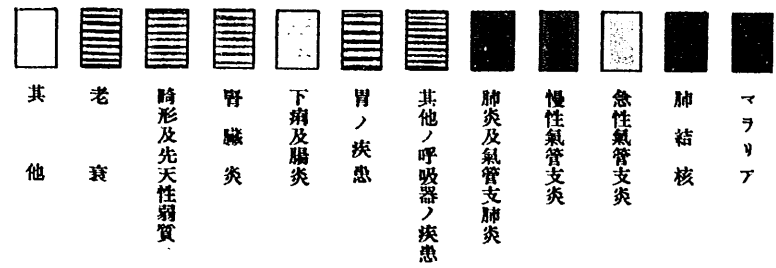 マラリア
肺結核
急性氣管支炎
慢性氣管支炎
肺炎及氣管支肺炎
其他ノ呼吸器ノ疾患
胃ノ疾患
下痢及腸炎
腎臓炎
畸形及先天性弱質
老衰
其他